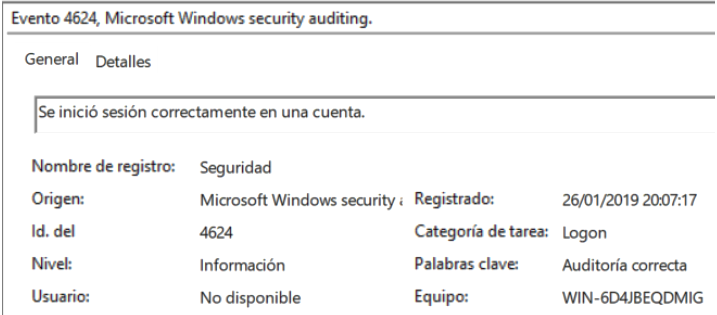 Evento 4624, Microsoft Windows security auditing.
General Detalles
Se inició sesión correctamente en una cuenta.
Nombre de registro: Seguridad
Origen: Microsoft Windows security Registrado: 26/01/2019 20:07:17
Id. del 4624 Categoría de tarea: Logon
Nivel: Información Palabras clave: Auditoría correcta
Usuario: No disponible Equipo: WIN-6D4JBEQDMIG